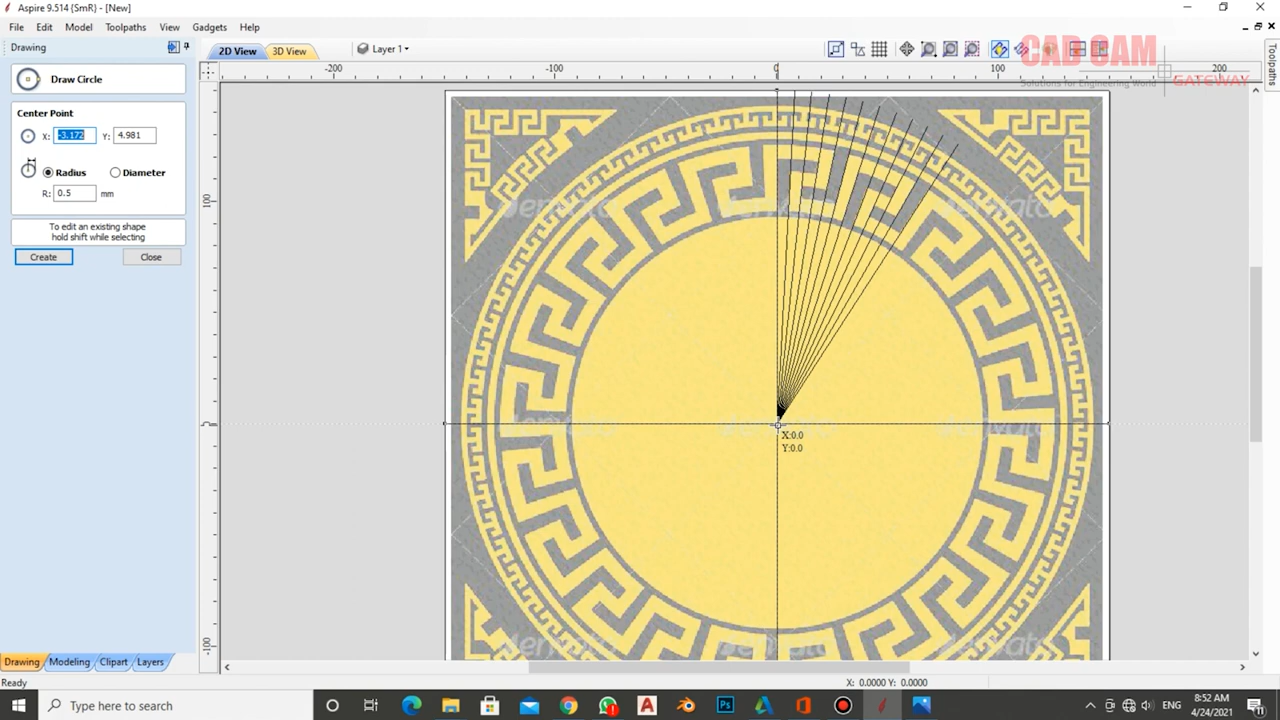 Aspire 9.514 {SmR} - [New]
File Edit Model Toolpaths View Gadgets Help
Drawing
2D View 3D View Layer 1
CAD CAM
Solutions for Engineering World GATEWAY
Toolpaths
-200 -100 0 100 200
Draw Circle
Center Point
X: -3.172 Y: 4.981
Radius Diameter
R: 0.5 mm
To edit an existing shape
hold shift while selecting
Create Close
100
0
-100
X:0.0
Y:0.0
Drawing Modeling Clipart Layers
Ready X: 0.0000 Y: 0.0000
Type here to search
ENG
8:52 AM
4/24/2021
11